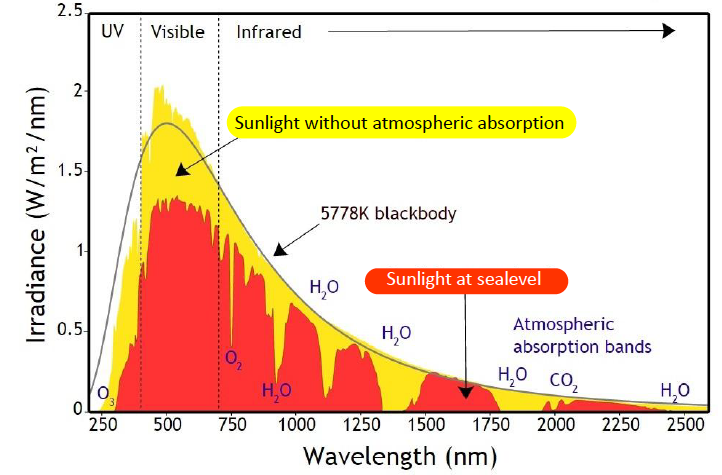 2.5
UV
Visible
Infrared
2
Sunlight without atmospheric absorption
1.5
5778K blackbody
1
Sunlight at sealevel
H₂O
H₂O
Atmospheric
absorption bands
0.5
O₂
H₂O
H₂O
CO₂
H₂O
O₃
0
250
500
750
1000
1250
1500
1750
2000
2250
2500
Wavelength (nm)
Irradiance (W/m²/nm)